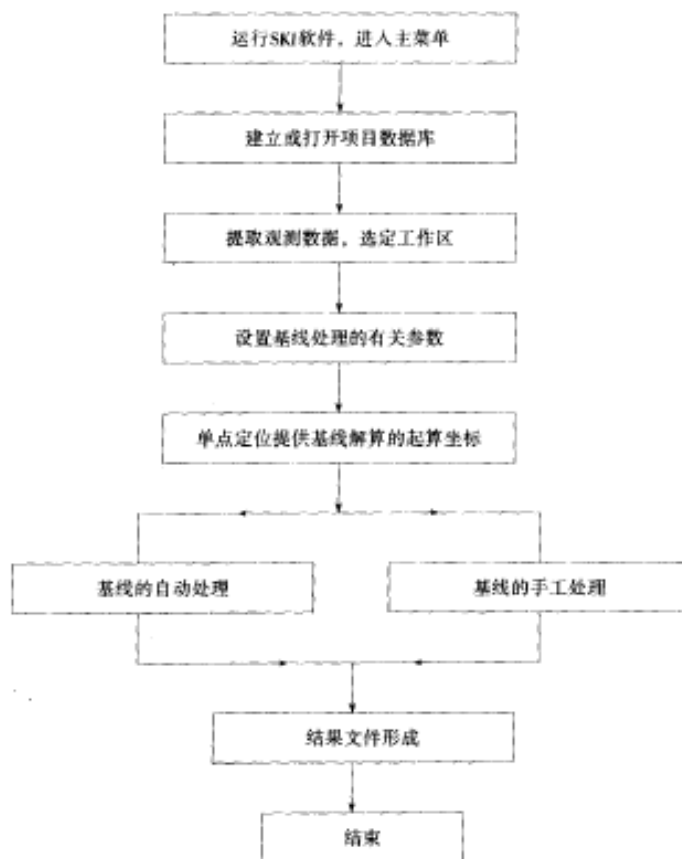 运行SKI软件，进入主菜单
建立或打开项目数据库
提取观测数据，选定工作区
设置基线处理的有关参数
单点定位提供基线解算的起算坐标
基线的自动处理
基线的手工处理
结果文件形成
结束